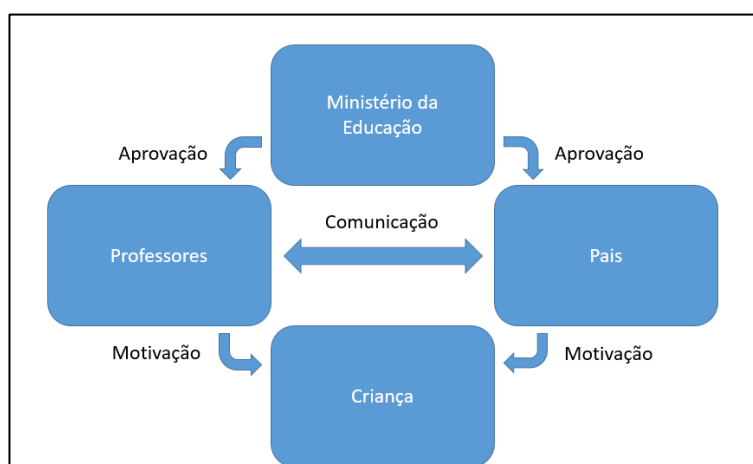 Ministério da
Educação
Aprovação
Aprovação
Comunicação
Professores
Pais
Motivação
Motivação
Criança